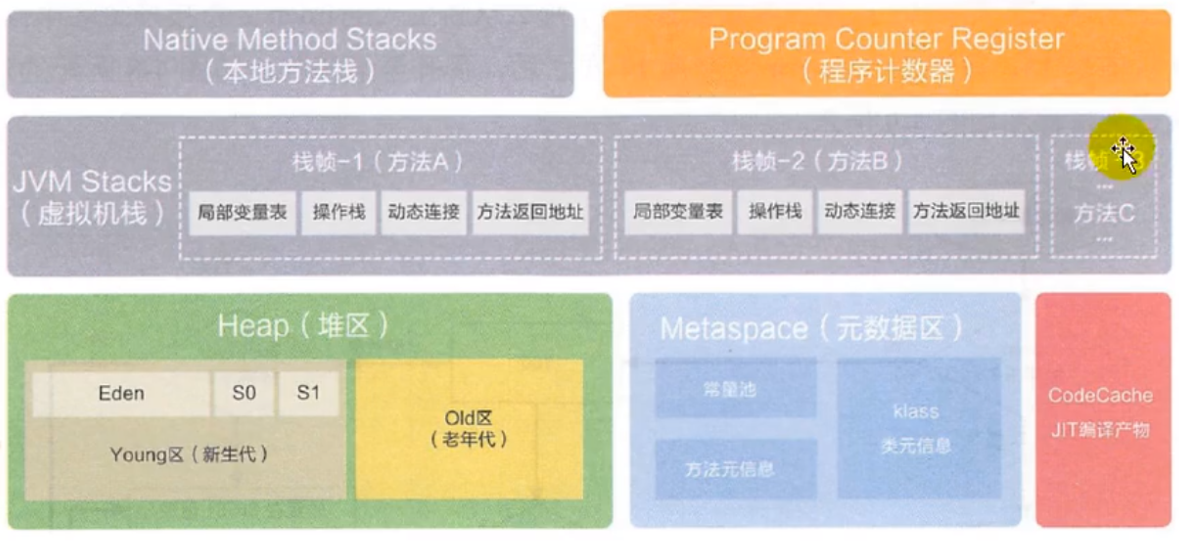 Native Method Stacks
（本地方法栈）
Program Counter Register
（程序计数器）
JVM Stacks
（虚拟机栈）
栈帧-1（方法A）
局部变量表
操作栈
动态连接
方法返回地址
栈帧-2（方法B）
局部变量表
操作栈
动态连接
方法返回地址
栈帧-3
...
方法C
...
Heap（堆区）
Eden
S0
S1
Young区（新生代）
Old区
（老年代）
Metaspace（元数据区）
常量池
方法元信息
klass
类元信息
CodeCache
JIT编译产物